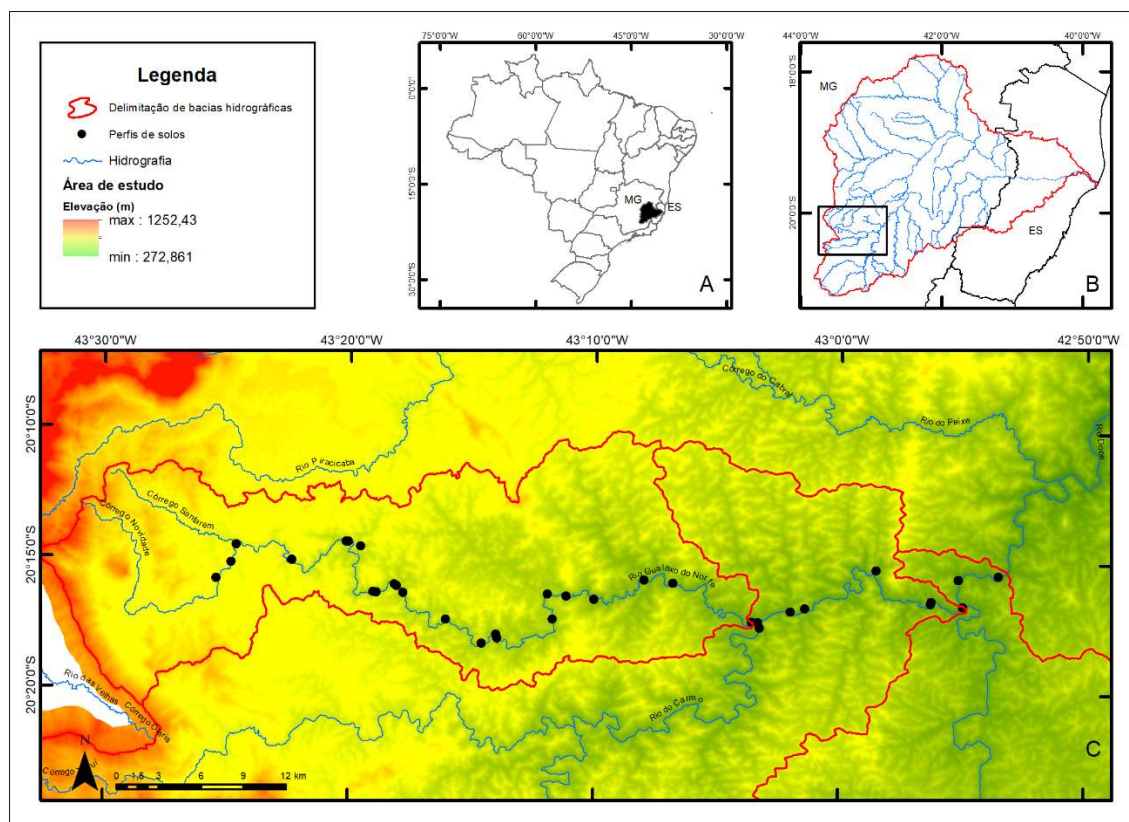 Legenda
Delimitação de bacias hidrográficas
Perfis de solos
Hidrografia
Área de estudo
Elevação (m)
max : 1252,43
min : 272,861
75°0'0"W 60°0'0"W 45°0'0"W 30°0'0"W
0°0'0"
15°0'0"S
30°0'0"S
MG
ES
A
44°0'0"W 42°0'0"W 40°0'0"W
18°0'0"S
20°0'0"S
MG
ES
B
43°30'0"W 43°20'0"W 43°10'0"W 43°0'0"W 42°50'0"W
20°10'0"S
20°15'0"S
20°20'0"S
Córrego do Cabral
Rio do Peixe
Rio Doce
Rio Piracicaba
Córrego Santarém
Córrego Novidade
Rio Gualaxo do Norte
Rio do Carmo
Rio das Velhas
Córrego
N
0 1,5 3 6 9 12 km
C